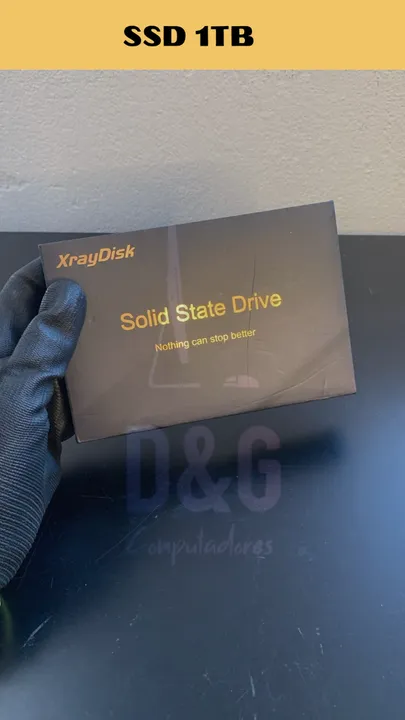 SSD 1TB
XrayDisk
Solid State Drive
Nothing can stop better
D&G
Computadores